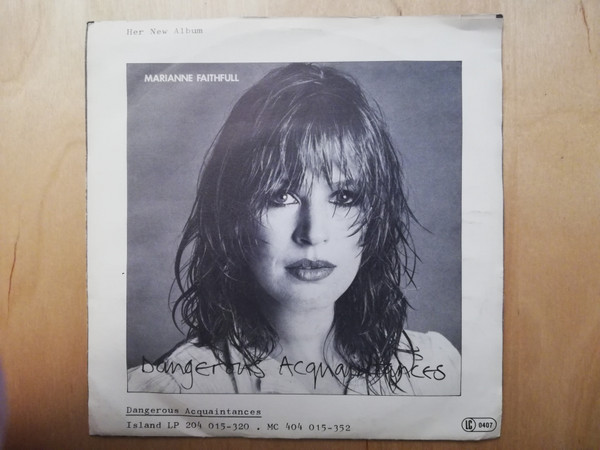 Her New Album
MARIANNE FAITHFULL
Dangerous Acquaintances
Dangerous Acquaintances
Island LP 204 015-320 . MC 404 015-352
LC 0407